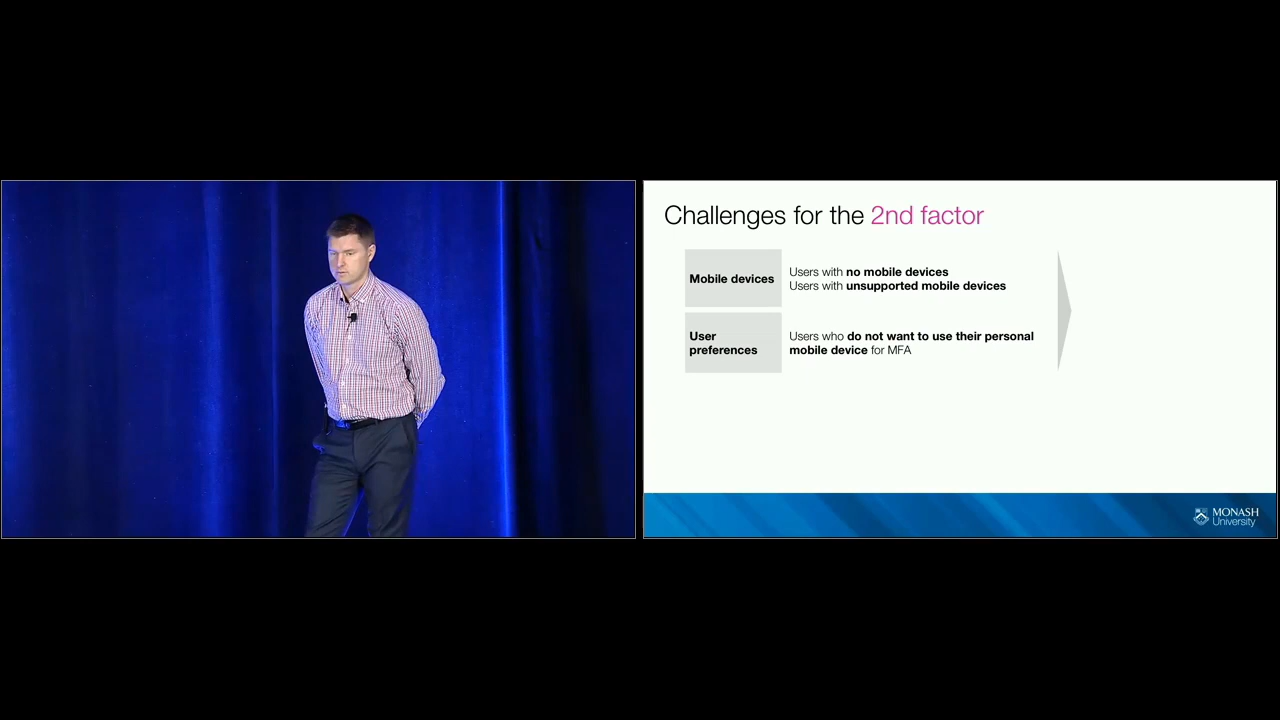 Challenges for the 2nd factor
Mobile devices
Users with no mobile devices
Users with unsupported mobile devices
User
preferences
Users who do not want to use their personal
mobile device for MFA
MONASH
University